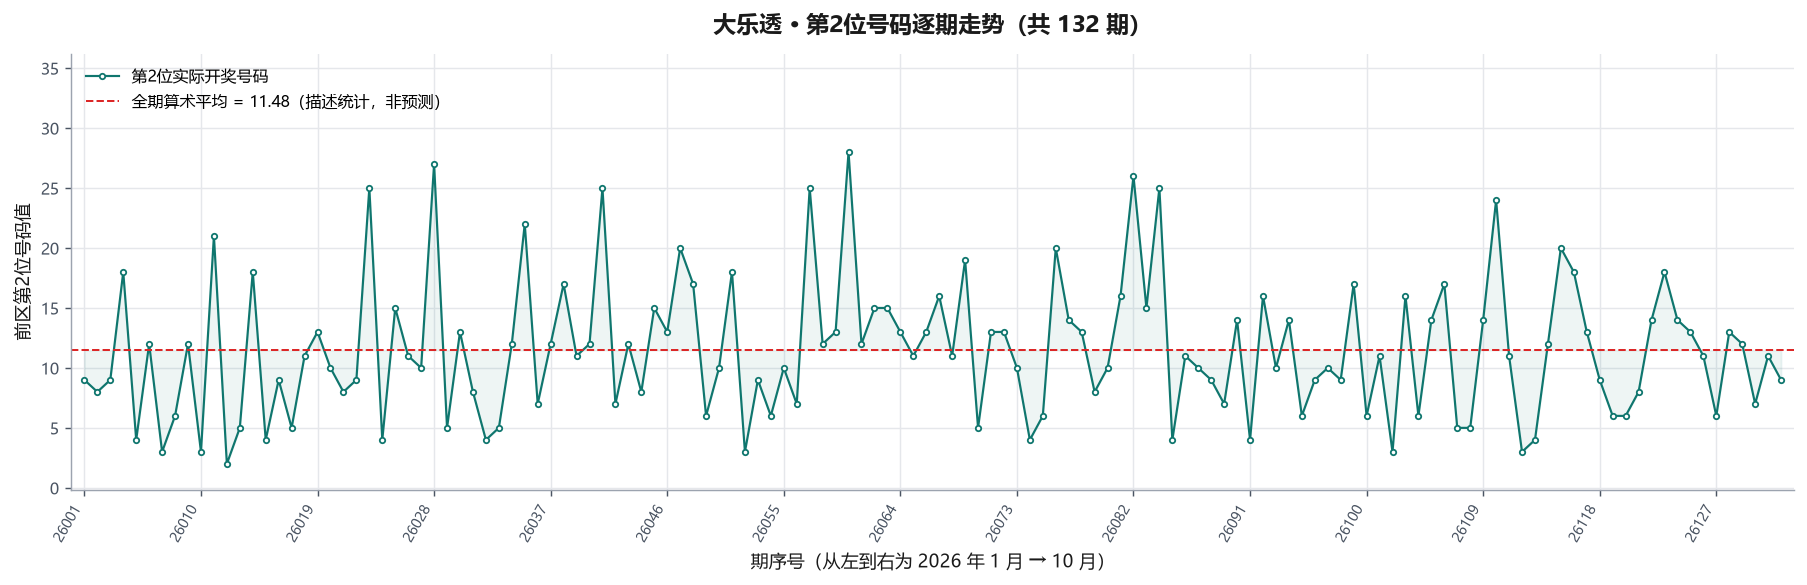 大乐透 • 第2位号码逐期走势（共 132 期）
第2位实际开奖号码
全期算术平均 = 11.48（描述统计，非预测）
前区第2位号码值
35
30
25
20
15
10
5
0
26001 26010 26019 26028 26037 26046 26055 26064 26073 26082 26091 26100 26109 26118 26127
期序号（从左到右为 2026 年 1 月 → 10 月）